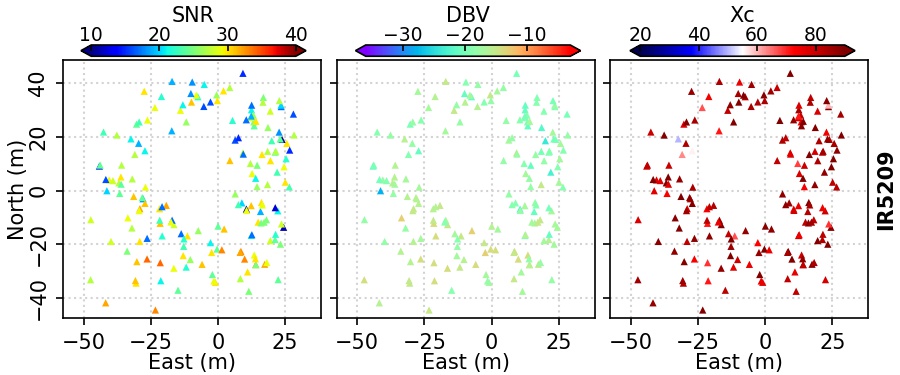 SNR DBV Xc
10 20 30 40 −30 −20 −10 20 40 60 80
40
20
0
−20
−40
North (m)
IR5209
−50 −25 0 25 −50 −25 0 25 −50 −25 0 25
East (m) East (m) East (m)